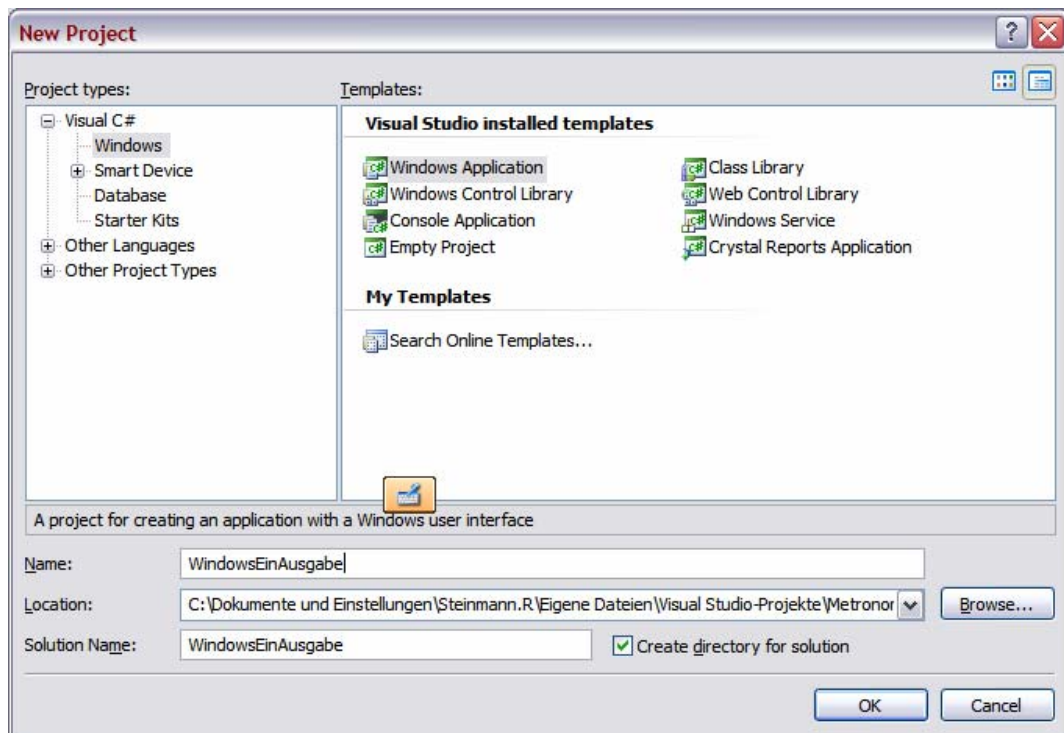 New Project
Project types:
Templates:
Visual C#
Windows
Smart Device
Database
Starter Kits
Other Languages
Other Project Types
Visual Studio installed templates
Windows Application
Class Library
Windows Control Library
Web Control Library
Console Application
Windows Service
Empty Project
Crystal Reports Application
My Templates
Search Online Templates...
A project for creating an application with a Windows user interface
Name:
WindowsEinAusgabe
Location:
C:\Dokumente und Einstellungen\Steinmann.R\Eigene Dateien\Visual Studio-Projekte\Metronor
Browse...
Solution Name:
WindowsEinAusgabe
Create directory for solution
OK
Cancel